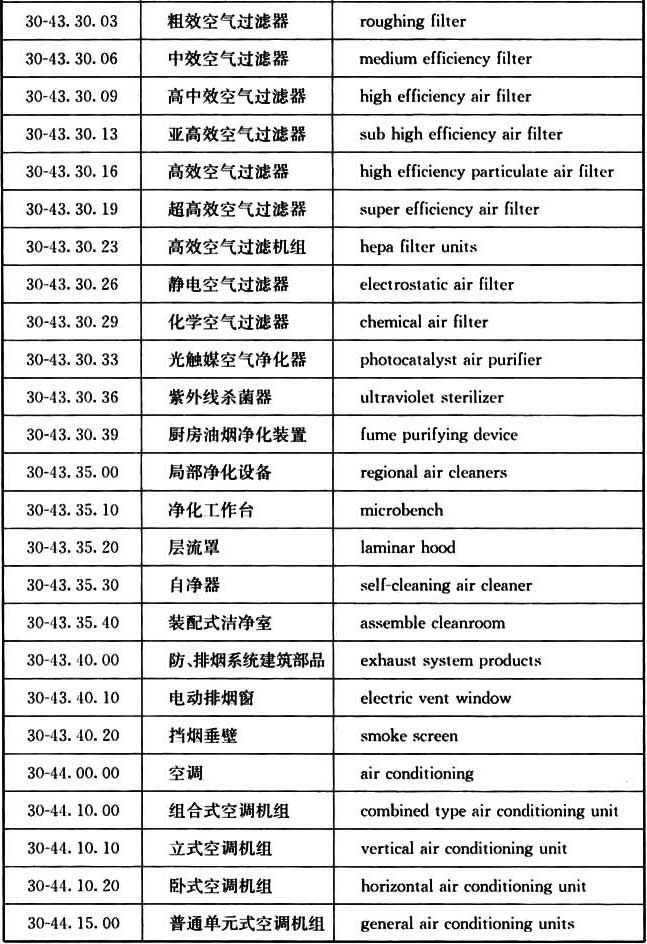 30-43.30.03 粗效空气过滤器 roughing filter
30-43.30.06 中效空气过滤器 medium efficiency filter
30-43.30.09 高中效空气过滤器 high efficiency air filter
30-43.30.13 亚高效空气过滤器 sub high efficiency air filter
30-43.30.16 高效空气过滤器 high efficiency particulate air filter
30-43.30.19 超高效空气过滤器 super efficiency air filter
30-43.30.23 高效空气过滤机组 hepa filter units
30-43.30.26 静电空气过滤器 electrostatic air filter
30-43.30.29 化学空气过滤器 chemical air filter
30-43.30.33 光触媒空气净化器 photocatalyst air purifier
30-43.30.36 紫外线杀菌器 ultraviolet sterilizer
30-43.30.39 厨房油烟净化装置 fume purifying device
30-43.35.00 局部净化设备 regional air cleaners
30-43.35.10 净化工作台 microbench
30-43.35.20 层流罩 laminar hood
30-43.35.30 自净器 self-cleaning air cleaner
30-43.35.40 装配式洁净室 assemble cleanroom
30-43.40.00 防、排烟系统建筑部品 exhaust system products
30-43.40.10 电动排烟窗 electric vent window
30-43.40.20 挡烟垂壁 smoke screen
30-44.00.00 空调 air conditioning
30-44.10.00 组合式空调机组 combined type air conditioning unit
30-44.10.10 立式空调机组 vertical air conditioning unit
30-44.10.20 卧式空调机组 horizontal air conditioning unit
30-44.15.00 普通单元式空调机组 general air conditioning units